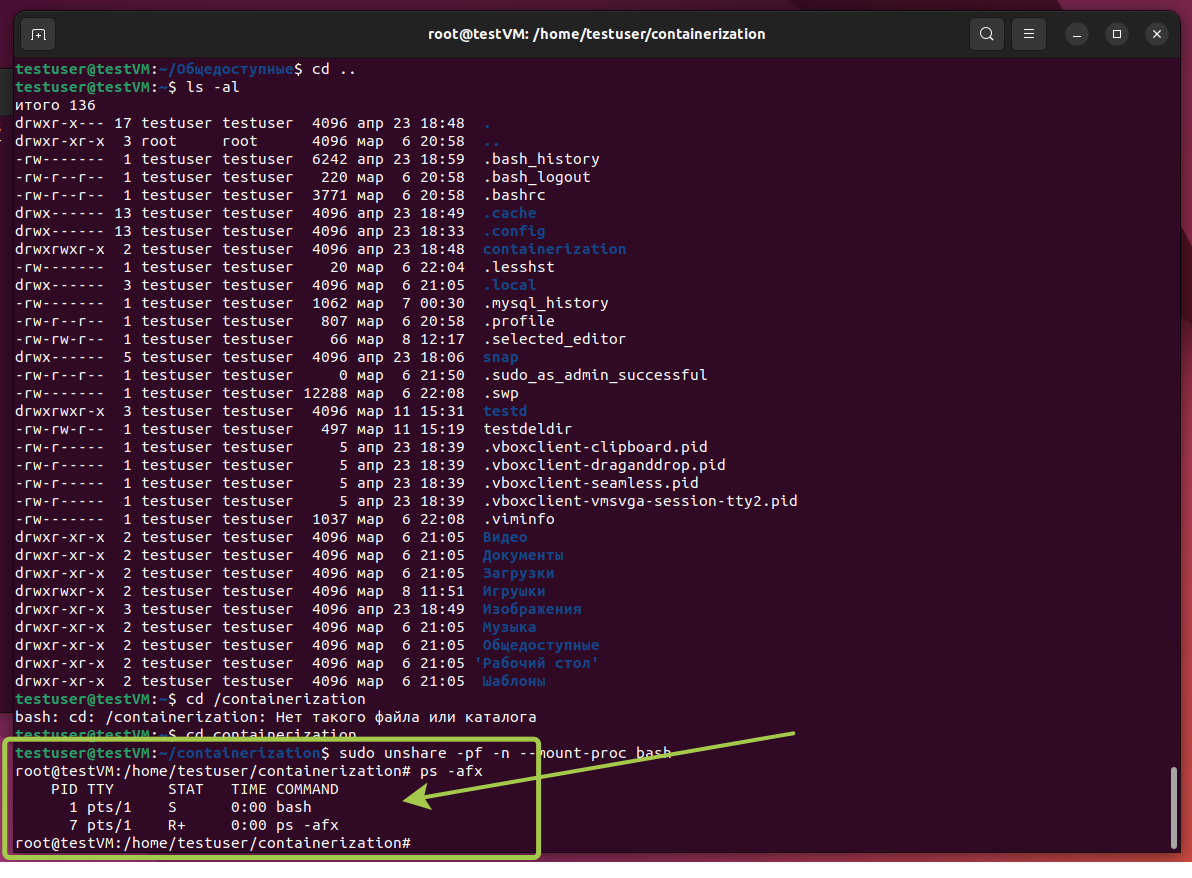 root@testVM: /home/testuser/containerization
testuser@testVM:~/Общедоступные$ cd ..
testuser@testVM:~$ ls -al
итого 136
drwxr-x--- 17 testuser testuser  4096 апр 23 18:48  .
drwxr-xr-x  3 root     root      4096 мар  6 20:58  ..
-rw-------  1 testuser testuser  6242 апр 23 18:59  .bash_history
-rw-r--r--  1 testuser testuser   220 мар  6 20:58  .bash_logout
-rw-r--r--  1 testuser testuser  3771 мар  6 20:58  .bashrc
drwx------ 13 testuser testuser  4096 апр 23 18:49  .cache
drwx------ 13 testuser testuser  4096 апр 23 18:33  .config
drwxrwxr-x  2 testuser testuser  4096 апр 23 18:48  containerization
-rw-------  1 testuser testuser    20 мар  6 22:04  .lesshst
drwx------  3 testuser testuser  4096 мар  6 21:05  .local
-rw-------  1 testuser testuser  1062 мар  7 00:30  .mysql_history
-rw-r--r--  1 testuser testuser   807 мар  6 20:58  .profile
-rw-rw-r--  1 testuser testuser    66 мар  8 12:17  .selected_editor
drwx------  5 testuser testuser  4096 апр 23 18:06  snap
-rw-r--r--  1 testuser testuser     0 мар  6 21:50  .sudo_as_admin_successful
-rw-------  1 testuser testuser 12288 мар  6 22:08  .swp
drwxrwxr-x  3 testuser testuser  4096 мар 11 15:31  testd
-rw-rw-r--  1 testuser testuser   497 мар 11 15:19  testdeldir
-rw-r-----  1 testuser testuser     5 апр 23 18:39  .vboxclient-clipboard.pid
-rw-r-----  1 testuser testuser     5 апр 23 18:39  .vboxclient-draganddrop.pid
-rw-r-----  1 testuser testuser     5 апр 23 18:39  .vboxclient-seamless.pid
-rw-r-----  1 testuser testuser     5 апр 23 18:39  .vboxclient-vmsvga-session-tty2.pid
-rw-------  1 testuser testuser  1037 мар  6 22:08  .viminfo
drwxr-xr-x  2 testuser testuser  4096 мар  6 21:05  Видео
drwxr-xr-x  2 testuser testuser  4096 мар  6 21:05  Документы
drwxr-xr-x  2 testuser testuser  4096 мар  6 21:05  Загрузки
drwxrwxr-x  2 testuser testuser  4096 мар  8 11:51  Игрушки
drwxr-xr-x  3 testuser testuser  4096 апр 23 18:49  Изображения
drwxr-xr-x  2 testuser testuser  4096 мар  6 21:05  Музыка
drwxr-xr-x  2 testuser testuser  4096 мар  6 21:05  Общедоступные
drwxr-xr-x  2 testuser testuser  4096 мар  6 21:05 'Рабочий стол'
drwxr-xr-x  2 testuser testuser  4096 мар  6 21:05  Шаблоны
testuser@testVM:~$ cd /containerization
bash: cd: /containerization: Нет такого файла или каталога
testuser@testVM:~$ cd containerization
testuser@testVM:~/containerization$ sudo unshare -pf -n --mount-proc bash
root@testVM:/home/testuser/containerization# ps -afx
    PID TTY      STAT   TIME COMMAND
      1 pts/1    S      0:00 bash
      7 pts/1    R+     0:00 ps -afx
root@testVM:/home/testuser/containerization#